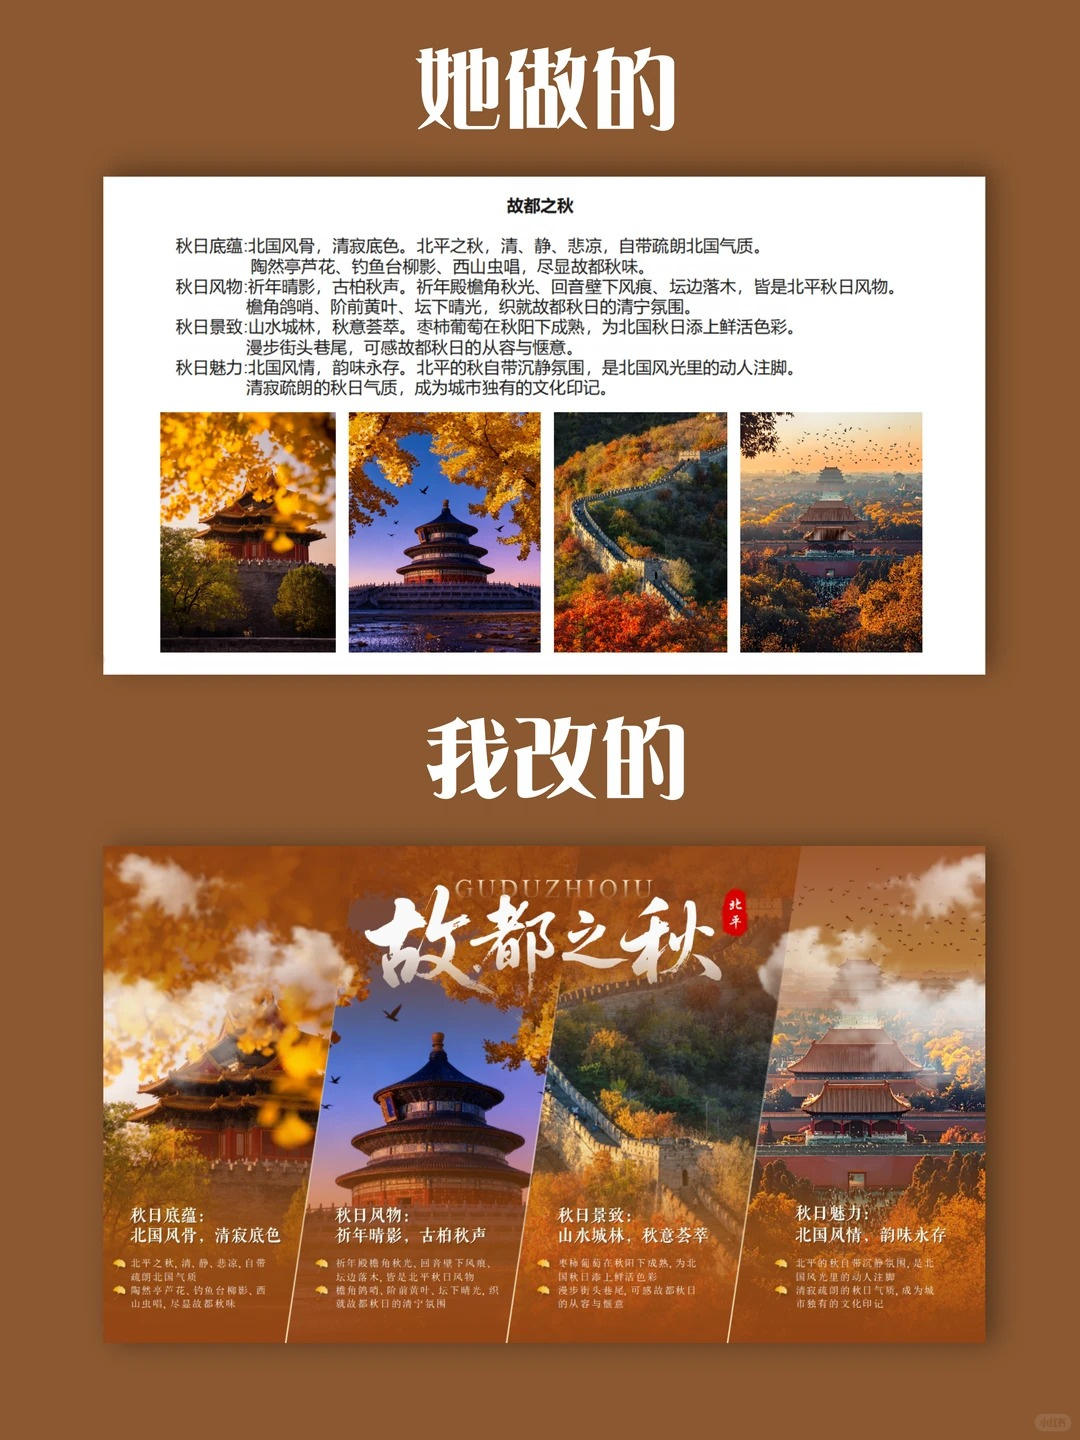 她做的
故都之秋
秋日底蕴:北国风骨，清寂底色。北平之秋，清、静、悲凉，自带疏朗北国气质。
陶然亭芦花、钓鱼台柳影、西山虫唱，尽显故都秋味。
秋日风物:祈年晴影，古柏秋声。祈年殿檐角秋光、回音壁下风痕、坛边落木，皆是北平秋日风物。
檐角鸽哨、阶前黄叶、坛下晴光，织就故都秋日的清宁氛围。
秋日景致:山水城林，秋意荟萃。枣柿葡萄在秋阳下成熟，为北国秋日添上鲜活色彩。
漫步街头巷尾，可感故都秋日的从容与惬意。
秋日魅力:北国风情，韵味永存。北平的秋自带沉静氛围，是北国风光里的动人注脚。
清寂疏朗的秋日气质，成为城市独有的文化印记。
我改的
GUDUZHIQIU
故都之秋
北平
秋日底蕴：
北国风骨，清寂底色
北平之秋,清、静、悲凉,自带
疏朗北国气质
陶然亭芦花、钓鱼台柳影、西
山虫唱,尽显故都秋味
秋日风物：
祈年晴影，古柏秋声
祈年殿檐角秋光、回音壁下风痕、
坛边落木,皆是北平秋日风物
檐角鸽哨、阶前黄叶、坛下晴光,织
就故都秋日的清宁氛围
秋日景致：
山水城林，秋意荟萃
枣柿葡萄在秋阳下成熟,为北
国秋日添上鲜活色彩
漫步街头巷尾,可感故都秋日
的从容与惬意
秋日魅力：
北国风情，韵味永存
北平的秋自带沉静氛围,是北
国风光里的动人注脚
清寂疏朗的秋日气质,成为城
市独有的文化印记
小红书